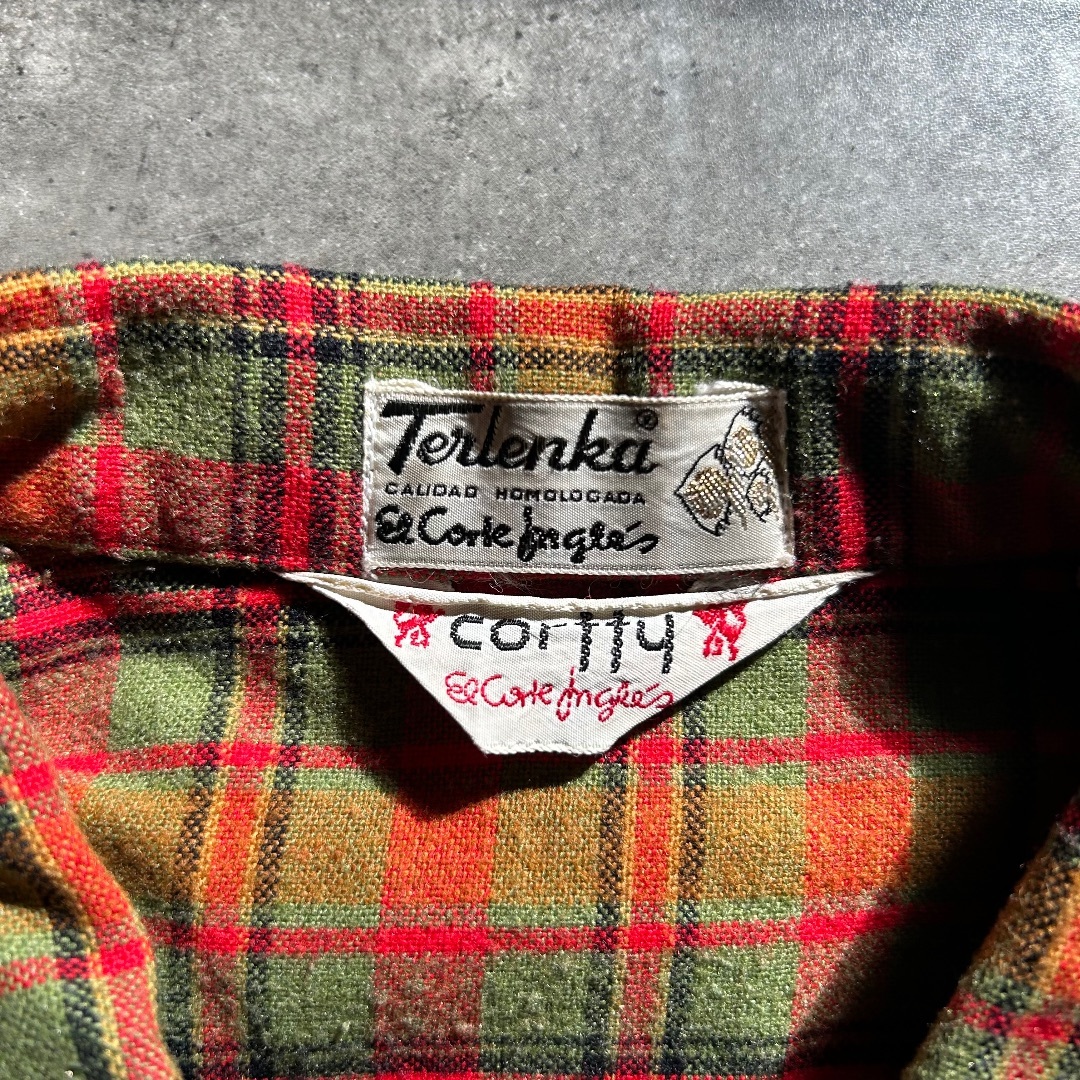 Terlenka®
CALIDAD HOMOLOGADA
El Corte Inglés
cortty
El Corte Inglés